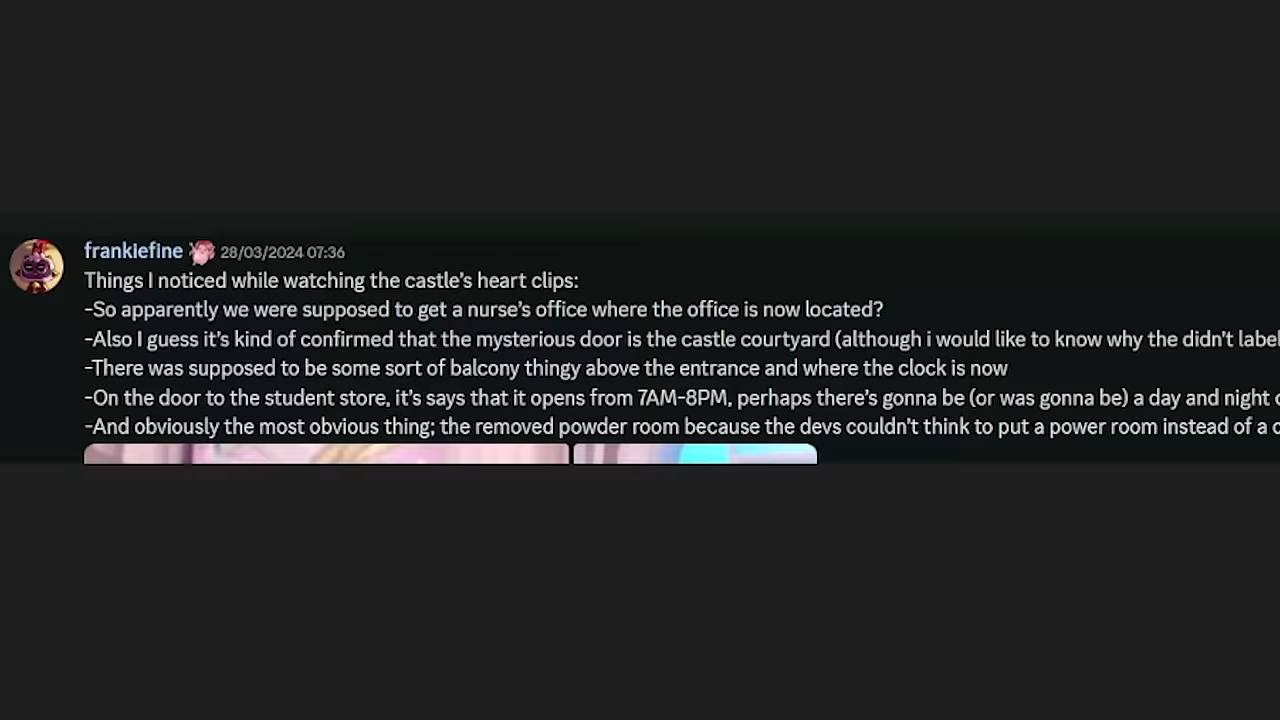 frankiefine 28/03/2024 07:36
Things I noticed while watching the castle's heart clips:
-So apparently we were supposed to get a nurse's office where the office is now located?
-Also I guess it's kind of confirmed that the mysterious door is the castle courtyard (although i would like to know why the didn't label
-There was supposed to be some sort of balcony thingy above the entrance and where the clock is now
-On the door to the student store, it's says that it opens from 7AM-8PM, perhaps there's gonna be (or was gonna be) a day and night
-And obviously the most obvious thing; the removed powder room because the devs couldn't think to put a power room instead of a